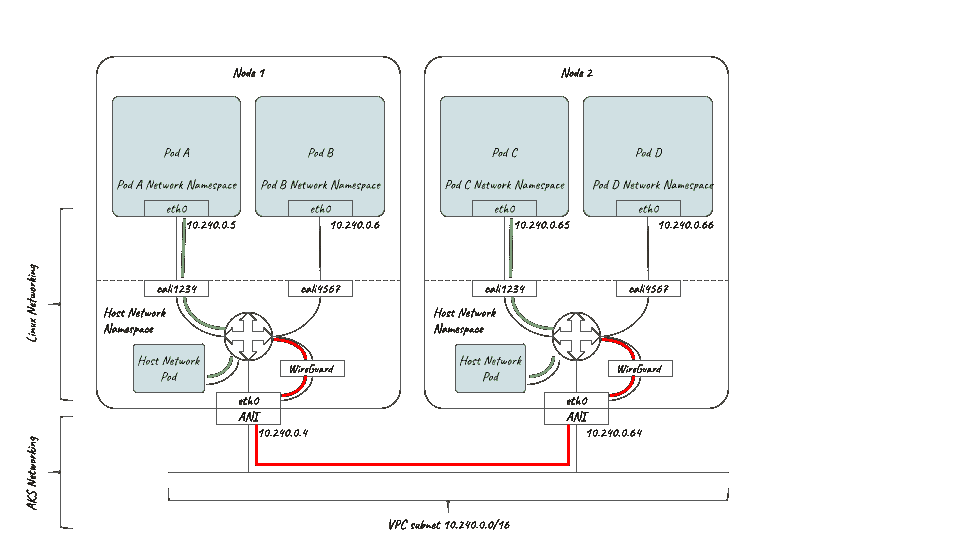 Node 1
Node 2
Pod A
Pod B
Pod C
Pod D
Pod A Network Namespace
Pod B Network Namespace
Pod C Network Namespace
Pod D Network Namespace
eth0
eth0
eth0
eth0
10.240.0.5
10.240.0.6
10.240.0.65
10.240.0.66
cali1234
cali4567
cali1234
cali4567
Host Network
Namespace
Host Network
Namespace
Host Network
Pod
WireGuard
Host Network
Pod
WireGuard
eth0
ANI
eth0
ANI
10.240.0.4
10.240.0.64
Linux Networking
AKS Networking
VPC subnet 10.240.0.0/16